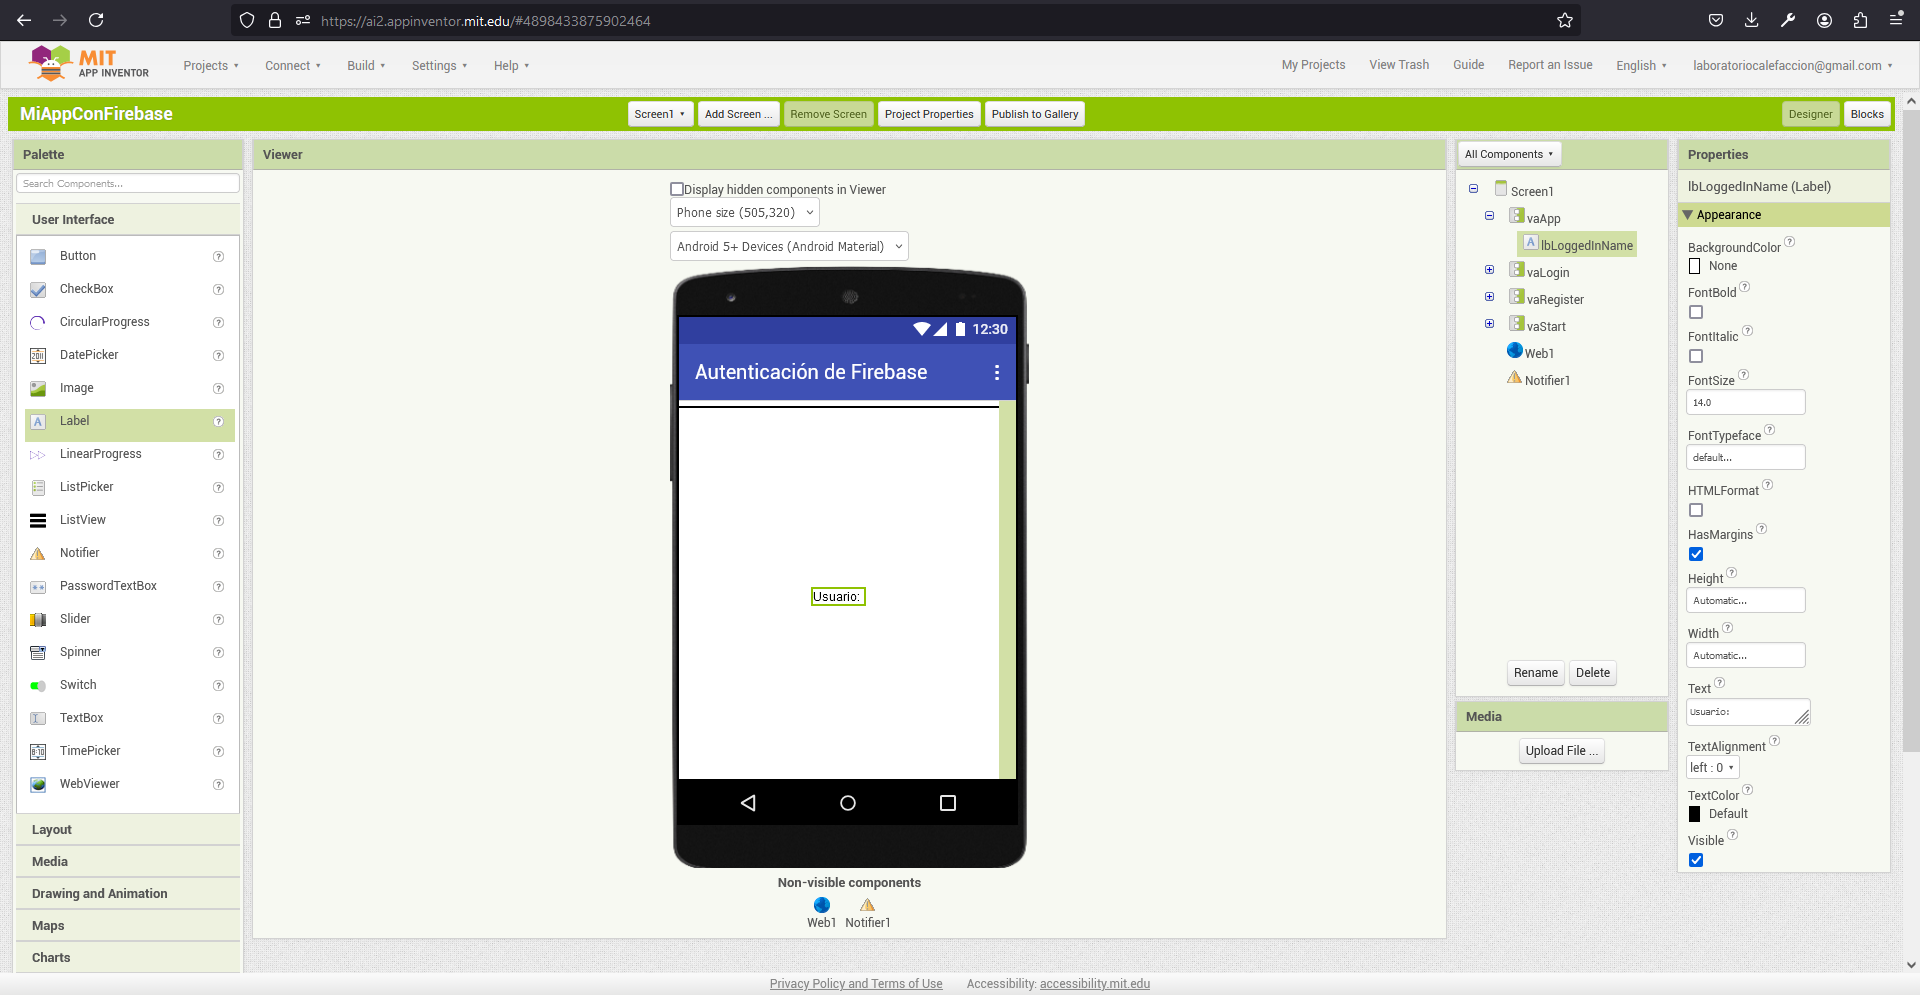 https://ai2.appinventor.mit.edu/#4898433875902464
MIT
APP INVENTOR
Projects
Connect
Build
Settings
Help
My Projects
View Trash
Guide
Report an Issue
English
laboratoriocalefaccion@gmail.com
MiAppConFirebase
Screen1
Add Screen ...
Remove Screen
Project Properties
Publish to Gallery
Designer
Blocks
Palette
Search Components...
User Interface
Button
CheckBox
CircularProgress
DatePicker
Image
Label
LinearProgress
ListPicker
ListView
Notifier
PasswordTextBox
Slider
Spinner
Switch
TextBox
TimePicker
WebViewer
Layout
Media
Drawing and Animation
Maps
Charts
Viewer
Display hidden components in Viewer
Phone size (505,320)
Android 5+ Devices (Android Material)
12:30
Autenticación de Firebase
Usuario:
Non-visible components
Web1
Notifier1
All Components
Screen1
vaApp
lbLoggedInName
vaLogin
vaRegister
vaStart
Web1
Notifier1
Rename
Delete
Media
Upload File ...
Properties
lbLoggedInName (Label)
Appearance
BackgroundColor
None
FontBold
FontItalic
FontSize
14.0
FontTypeface
default...
HTMLFormat
HasMargins
Height
Automatic...
Width
Automatic...
Text
Usuario:
TextAlignment
left : 0
TextColor
Default
Visible
Privacy Policy and Terms of Use
Accessibility: accessibility.mit.edu